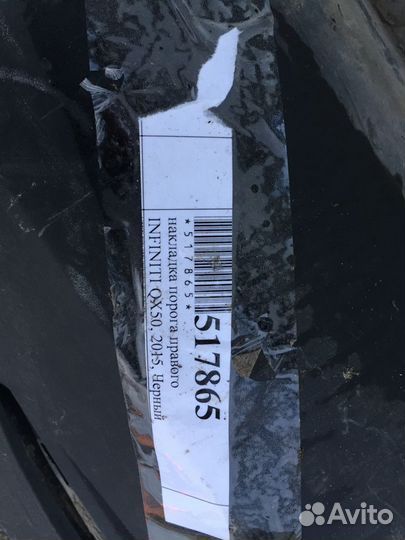 517865
*517865*
накладка порога правого
INFINITI QX50, 2015, Черный
Avito